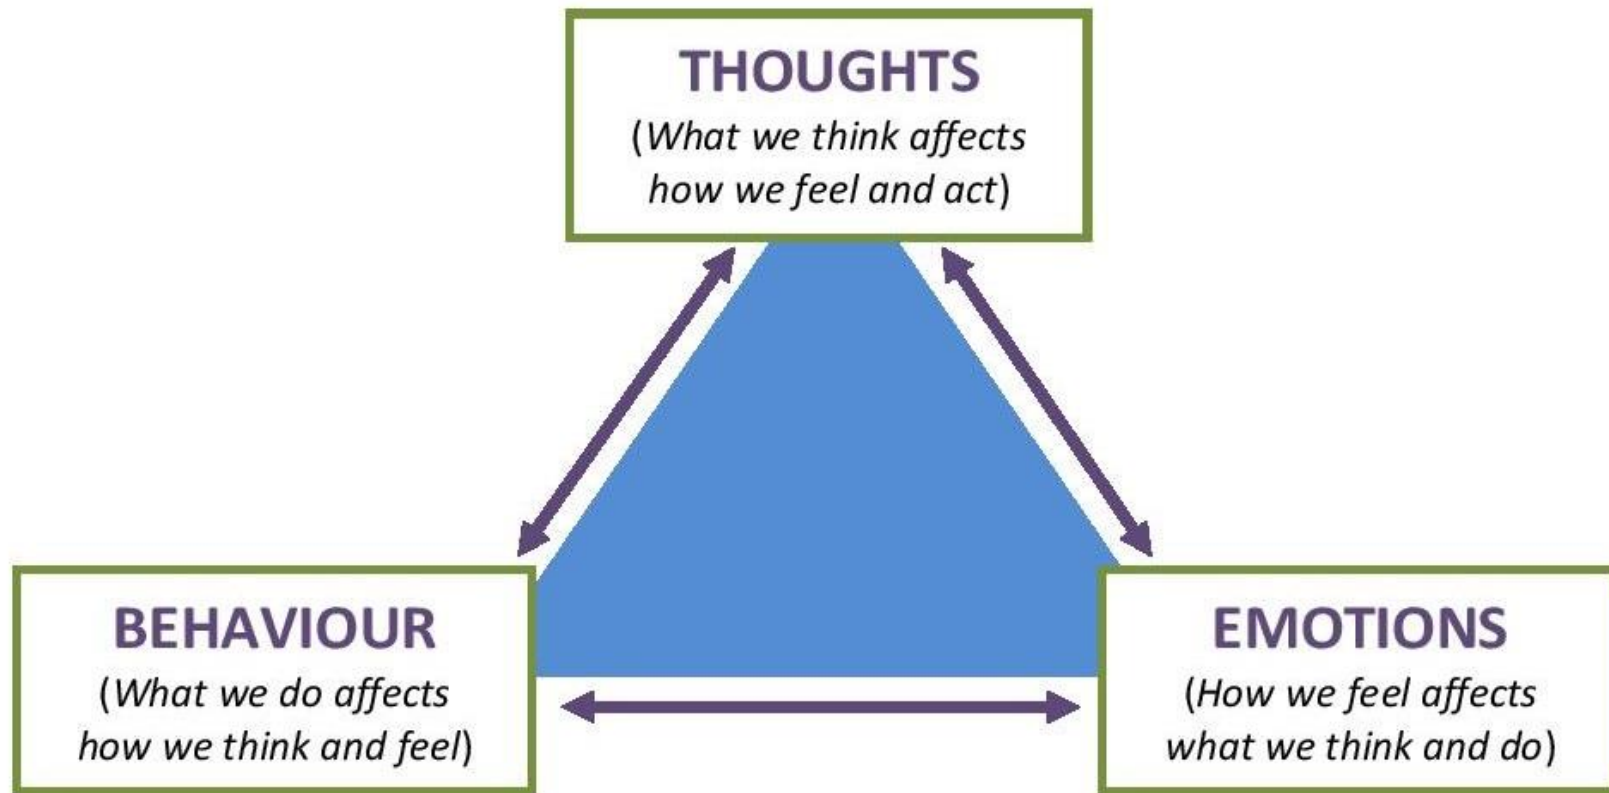 THOUGHTS
(What we think affects
how we feel and act)
BEHAVIOUR
(What we do affects
how we think and feel)
EMOTIONS
(How we feel affects
what we think and do)